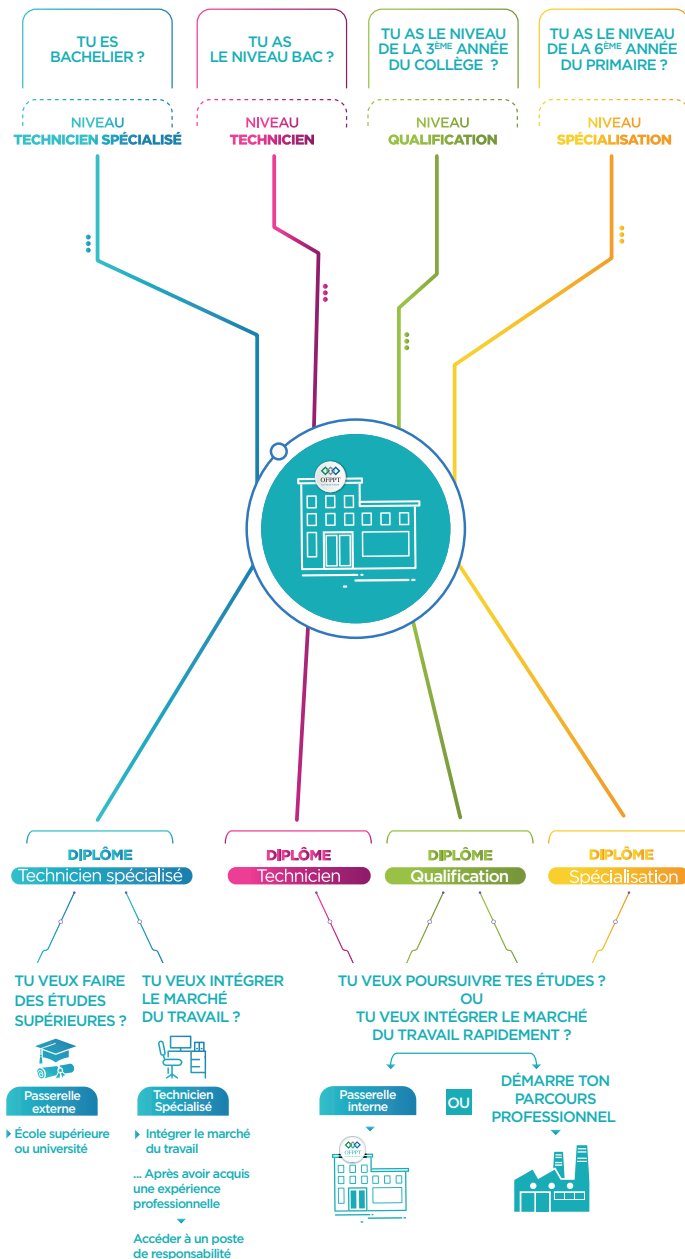 TU ES
BACHELIER ?
NIVEAU
TECHNICIEN SPÉCIALISÉ
TU AS
LE NIVEAU BAC ?
NIVEAU
TECHNICIEN
TU AS LE NIVEAU
DE LA 3ÈME ANNÉE
DU COLLÈGE ?
NIVEAU
QUALIFICATION
TU AS LE NIVEAU
DE LA 6ÈME ANNÉE
DU PRIMAIRE ?
NIVEAU
SPÉCIALISATION
OFPPT
DIPLÔME
Technicien spécialisé
DIPLÔME
Technicien
DIPLÔME
Qualification
DIPLÔME
Spécialisation
TU VEUX FAIRE
DES ÉTUDES
SUPÉRIEURES ?
Passerelle
externe
École supérieure
ou université
TU VEUX INTÉGRER
LE MARCHÉ
DU TRAVAIL ?
Technicien
Spécialisé
Intégrer le marché
du travail
... Après avoir acquis
une expérience
professionnelle
Accéder à un poste
de responsabilité
TU VEUX POURSUIVRE TES ÉTUDES ?
OU
TU VEUX INTÉGRER LE MARCHÉ
DU TRAVAIL RAPIDEMENT ?
Passerelle
interne
OFPPT
OU
DÉMARRE TON
PARCOURS
PROFESSIONNEL